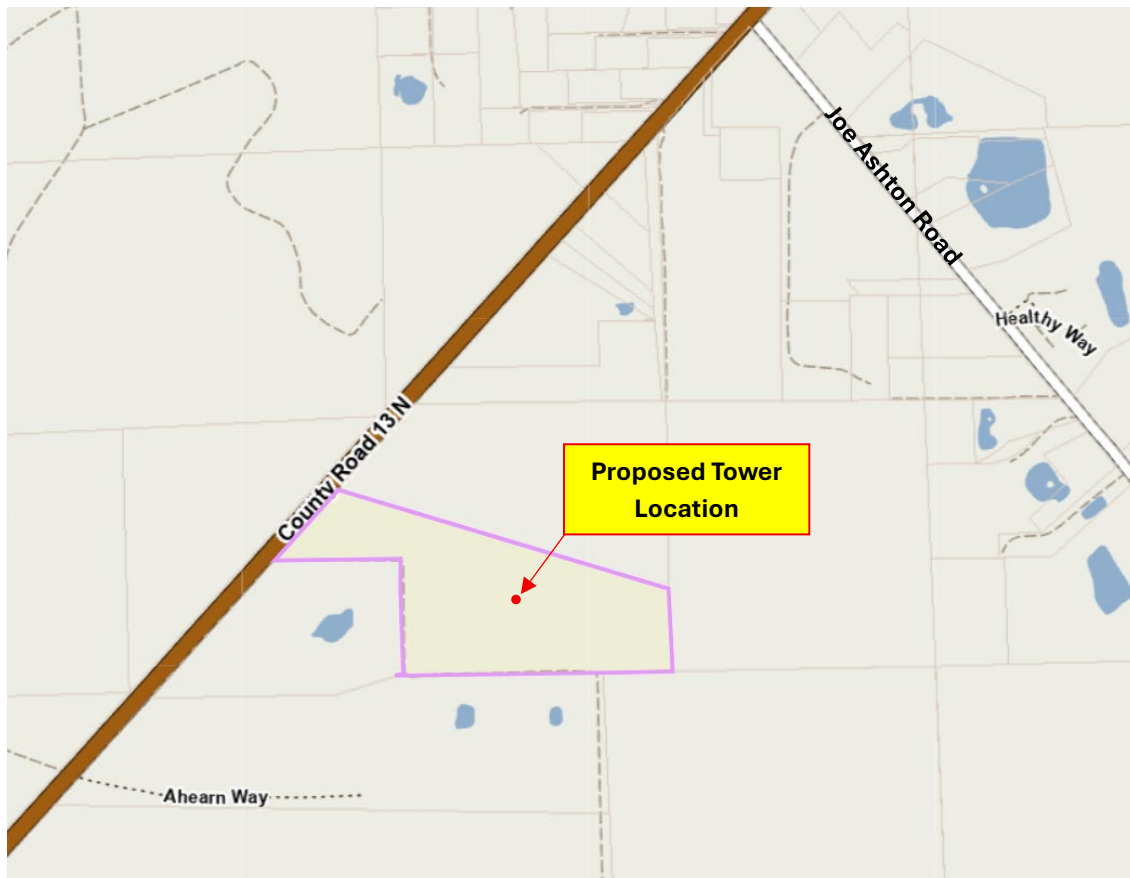 Joe Ashton Road
Healthy Way
County Road 13 N
Proposed Tower
Location
Ahearn Way